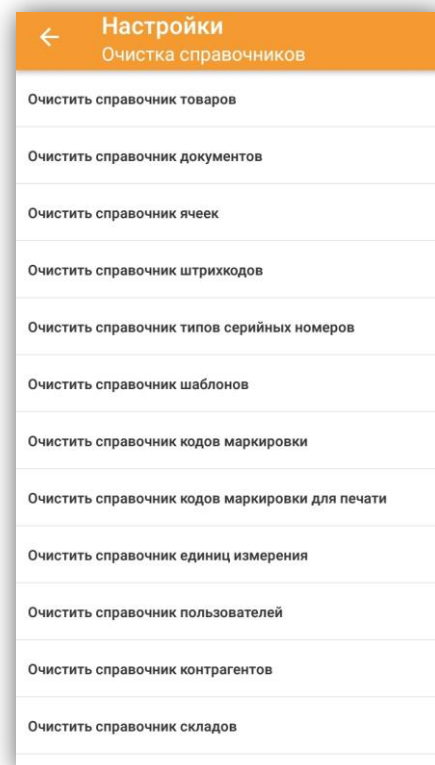 Настройки
Очистка справочников
Очистить справочник товаров
Очистить справочник документов
Очистить справочник ячеек
Очистить справочник штрихкодов
Очистить справочник типов серийных номеров
Очистить справочник шаблонов
Очистить справочник кодов маркировки
Очистить справочник кодов маркировки для печати
Очистить справочник единиц измерения
Очистить справочник пользователей
Очистить справочник контрагентов
Очистить справочник складов